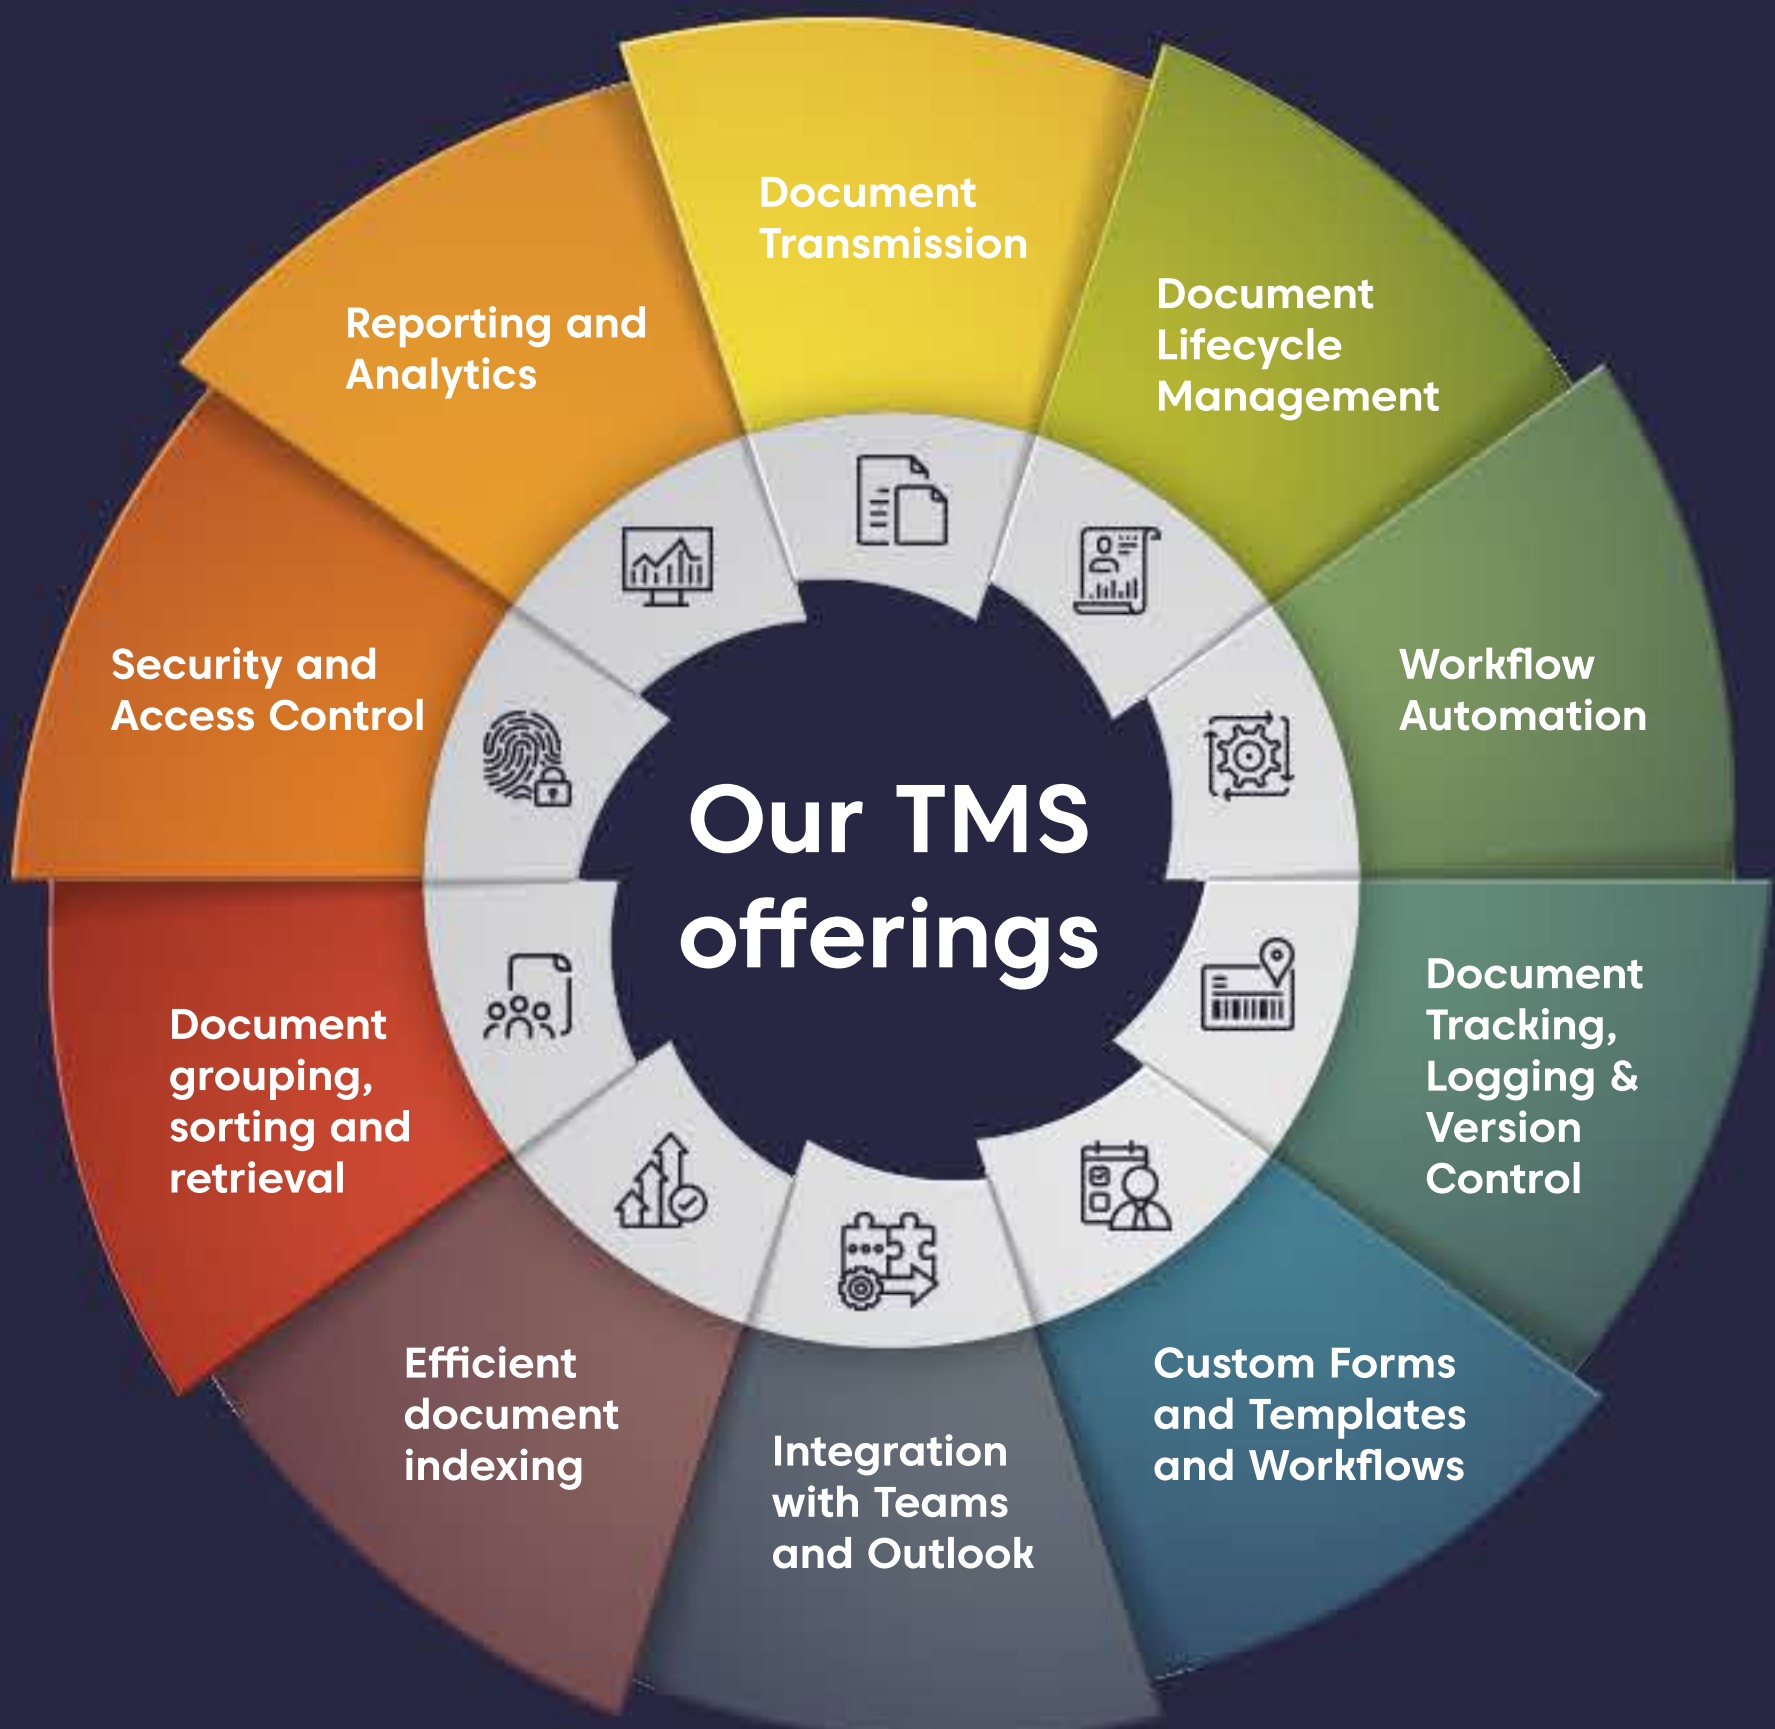 Document
Transmission
Document
Lifecycle
Management
Workflow
Automation
Document
Tracking,
Logging &
Version
Control
Custom Forms
and Templates
and Workflows
Integration
with Teams
and Outlook
Efficient
document
indexing
Document
grouping,
sorting and
retrieval
Security and
Access Control
Reporting and
Analytics
Our TMS
offerings